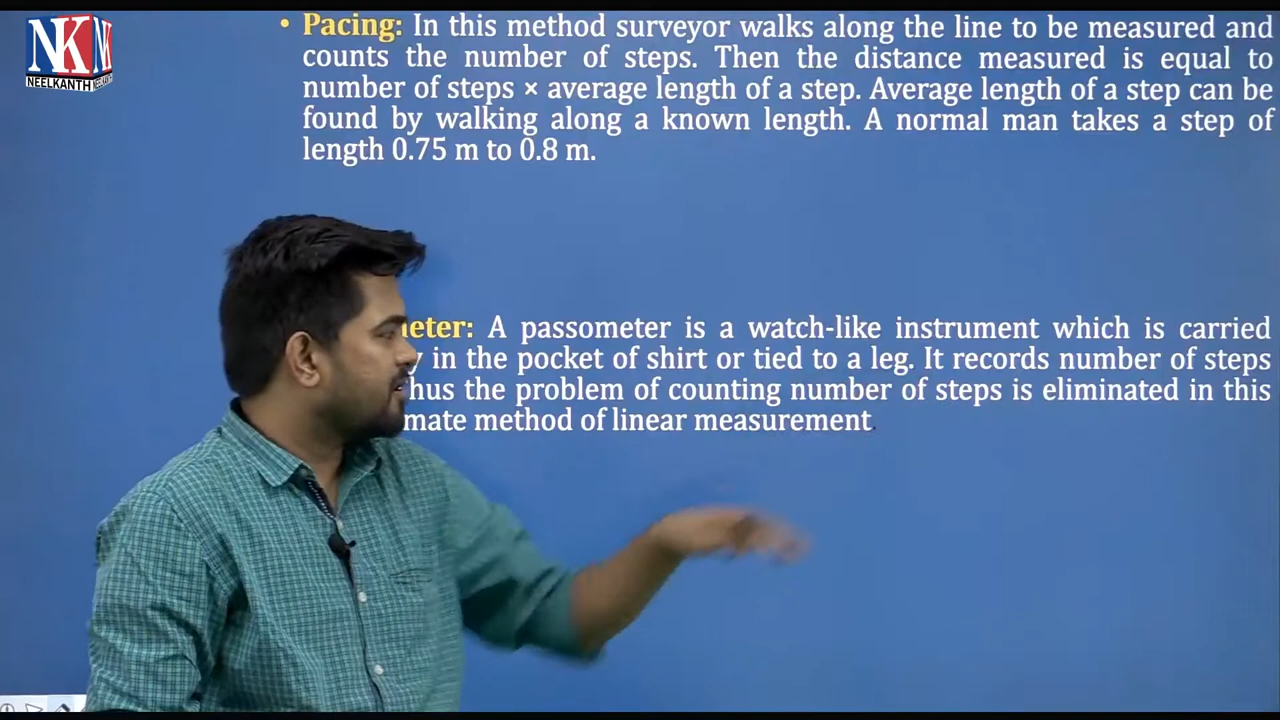 NKN
NEELKANTH NEELKANTH
• Pacing: In this method surveyor walks along the line to be measured and
counts the number of steps. Then the distance measured is equal to
number of steps × average length of a step. Average length of a step can be
found by walking along a known length. A normal man takes a step of
length 0.75 m to 0.8 m.
eter: A passometer is a watch-like instrument which is carried
y in the pocket of shirt or tied to a leg. It records number of steps
hus the problem of counting number of steps is eliminated in this
mate method of linear measurement.